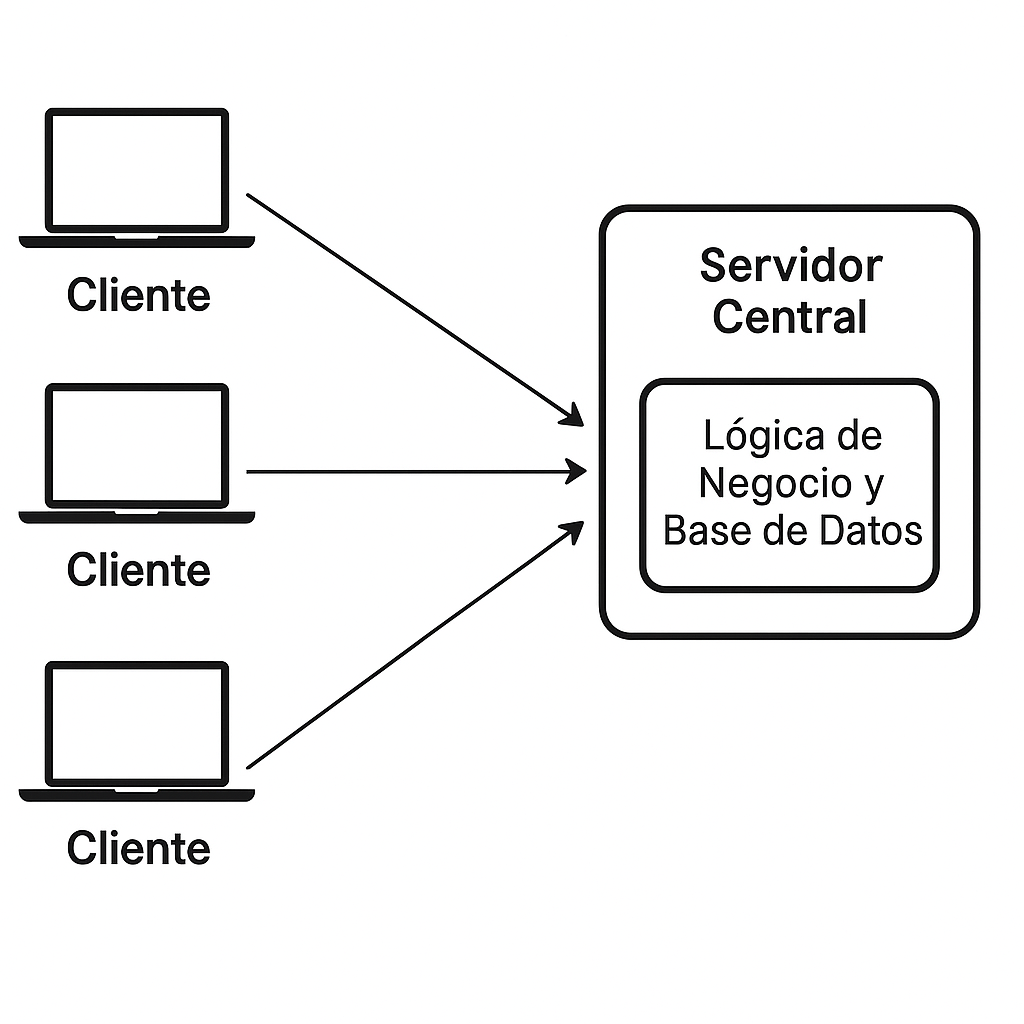 Cliente
Cliente
Cliente
Servidor
Central
Lógica de
Negocio y
Base de Datos